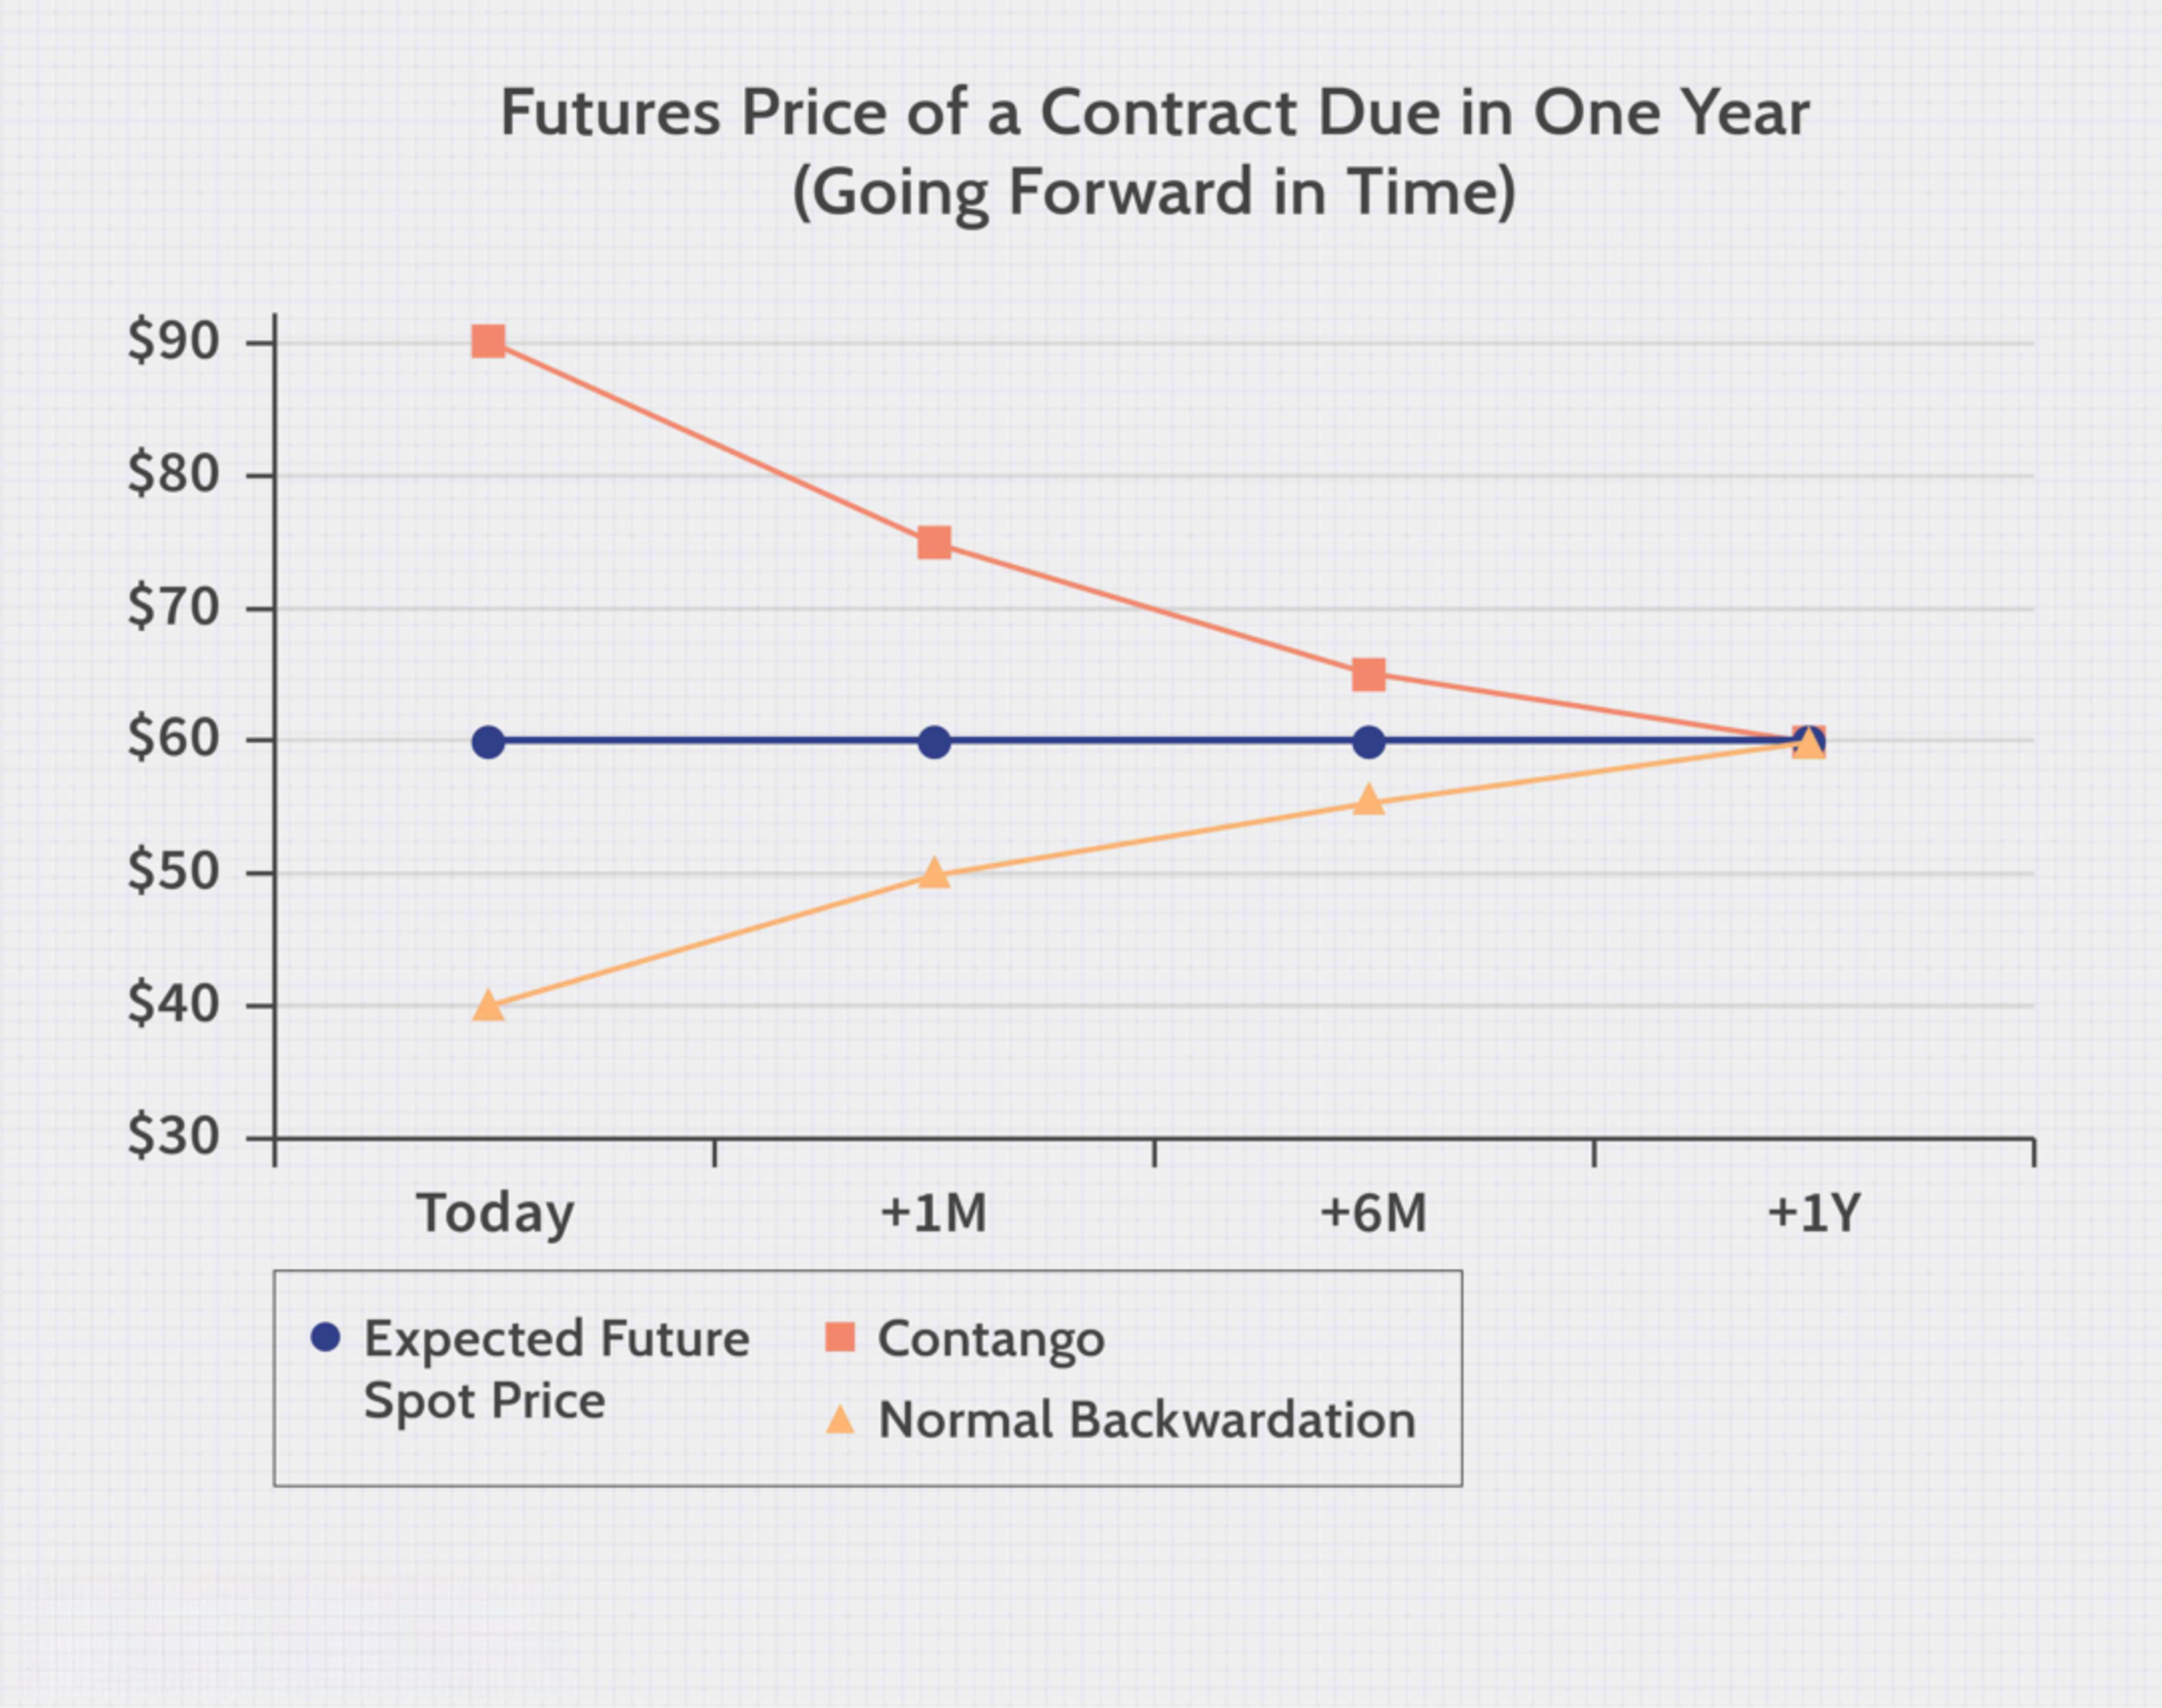 Futures Price of a Contract Due in One Year
(Going Forward in Time)
$90
$80
$70
$60
$50
$40
$30
Today
+1M
+6M
+1Y
Expected Future
Spot Price
Contango
Normal Backwardation